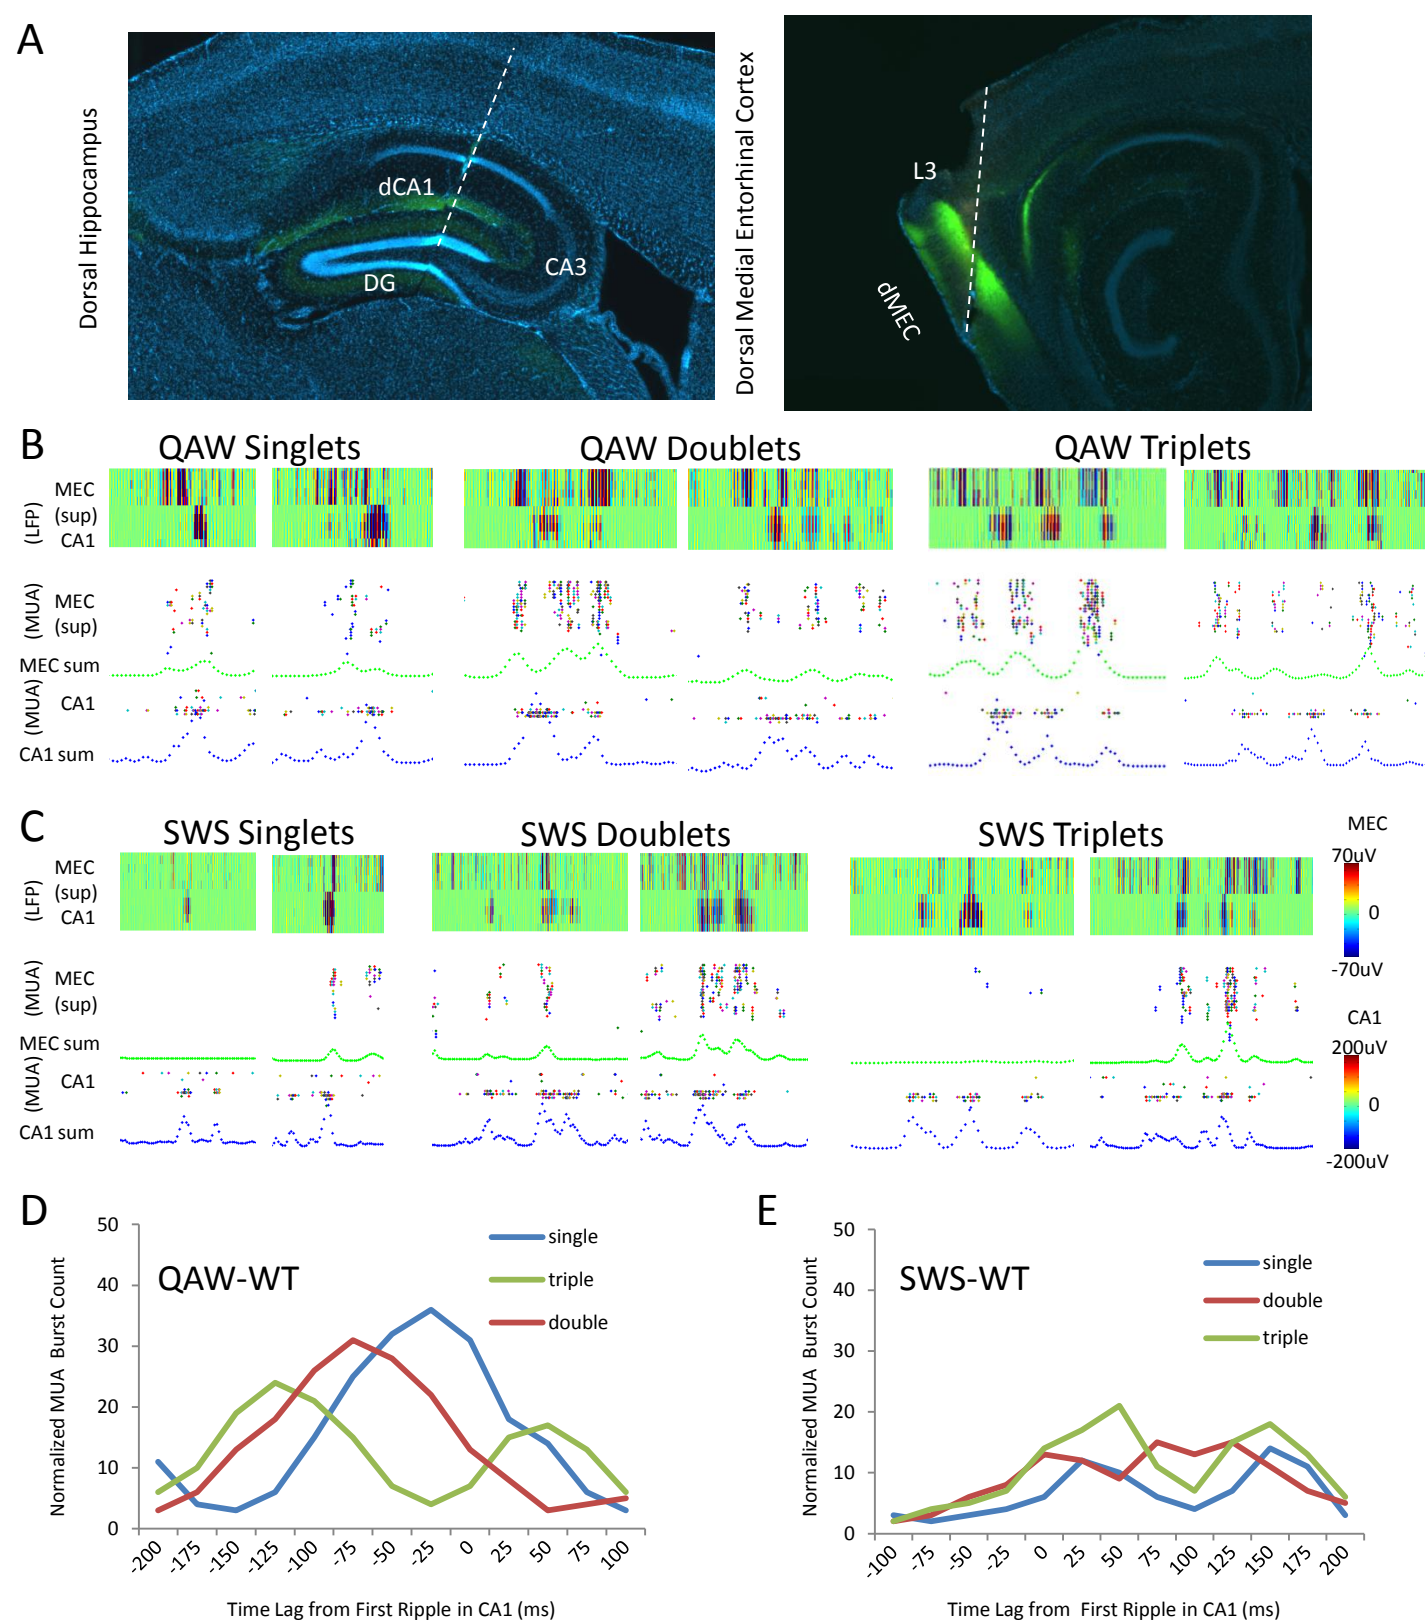 A
Dorsal Hippocampus
dCA1
CA3
DG
Dorsal Medial Entorhinal Cortex
L3
dMEC
B
QAW Singlets
QAW Doublets
QAW Triplets
(LFP)
MEC
(sup)
CA1
(MUA)
MEC
(sup)
MEC sum
(MUA)
CA1
CA1 sum
C
SWS Singlets
SWS Doublets
SWS Triplets
(LFP)
MEC
(sup)
CA1
(MUA)
MEC
(sup)
MEC sum
(MUA)
CA1
CA1 sum
MEC
70uV
0
-70uV
CA1
200uV
0
-200uV
D
QAW-WT
Normalized MUA Burst Count
50
40
30
20
10
0
single
triple
double
-200 -175 -150 -125 -100 -75 -50 -25 0 25 50 75 100
Time Lag from First Ripple in CA1 (ms)
E
SWS-WT
Normalized MUA Burst Count
50
40
30
20
10
0
single
double
triple
-100 -75 -50 -25 0 25 50 75 100 125 150 175 200
Time Lag from First Ripple in CA1 (ms)